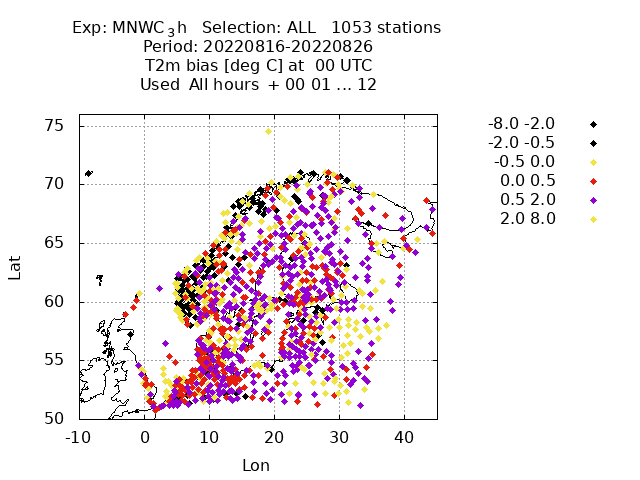 Exp: MNWC_3h Selection: ALL 1053 stations
Period: 20220816-20220826
T2m bias [deg C] at 00 UTC
Used All hours + 00 01 ... 12
75
70
65
60
55
50
-10 0 10 20 30 40
Lat
Lon
-8.0 -2.0
-2.0 -0.5
-0.5 0.0
0.0 0.5
0.5 2.0
2.0 8.0